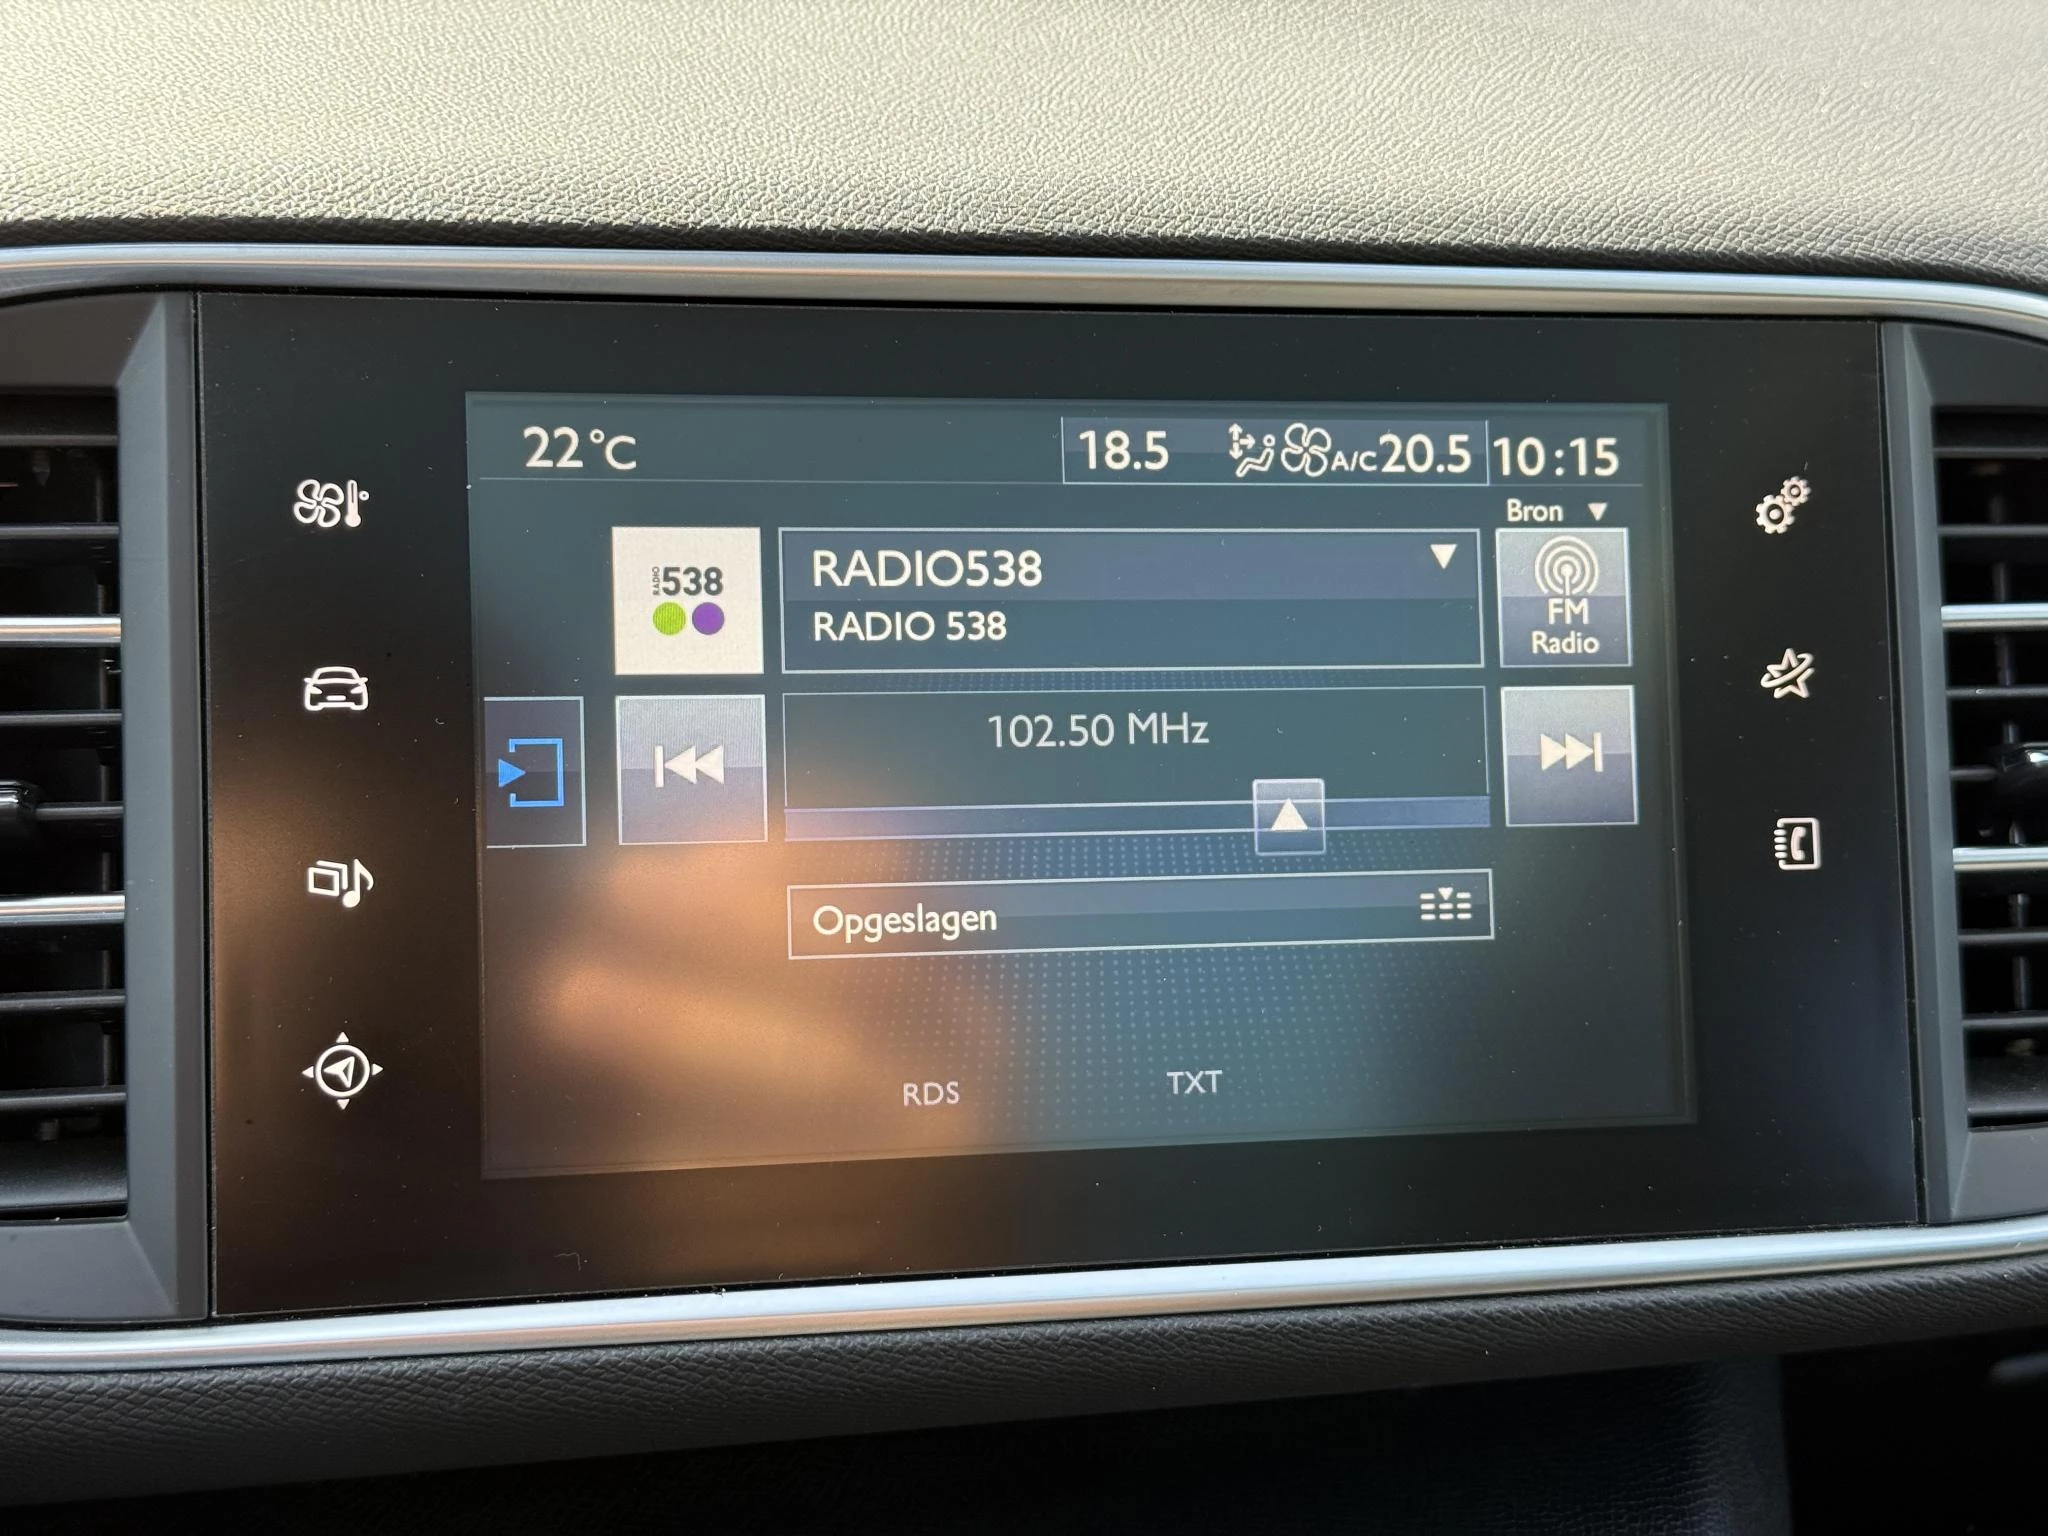 22 °C
18.5 A/C 20.5 10:15
Bron
RADIO 538
RADIO538
RADIO 538
FM
Radio
102.50 MHz
Opgeslagen
RDS TXT